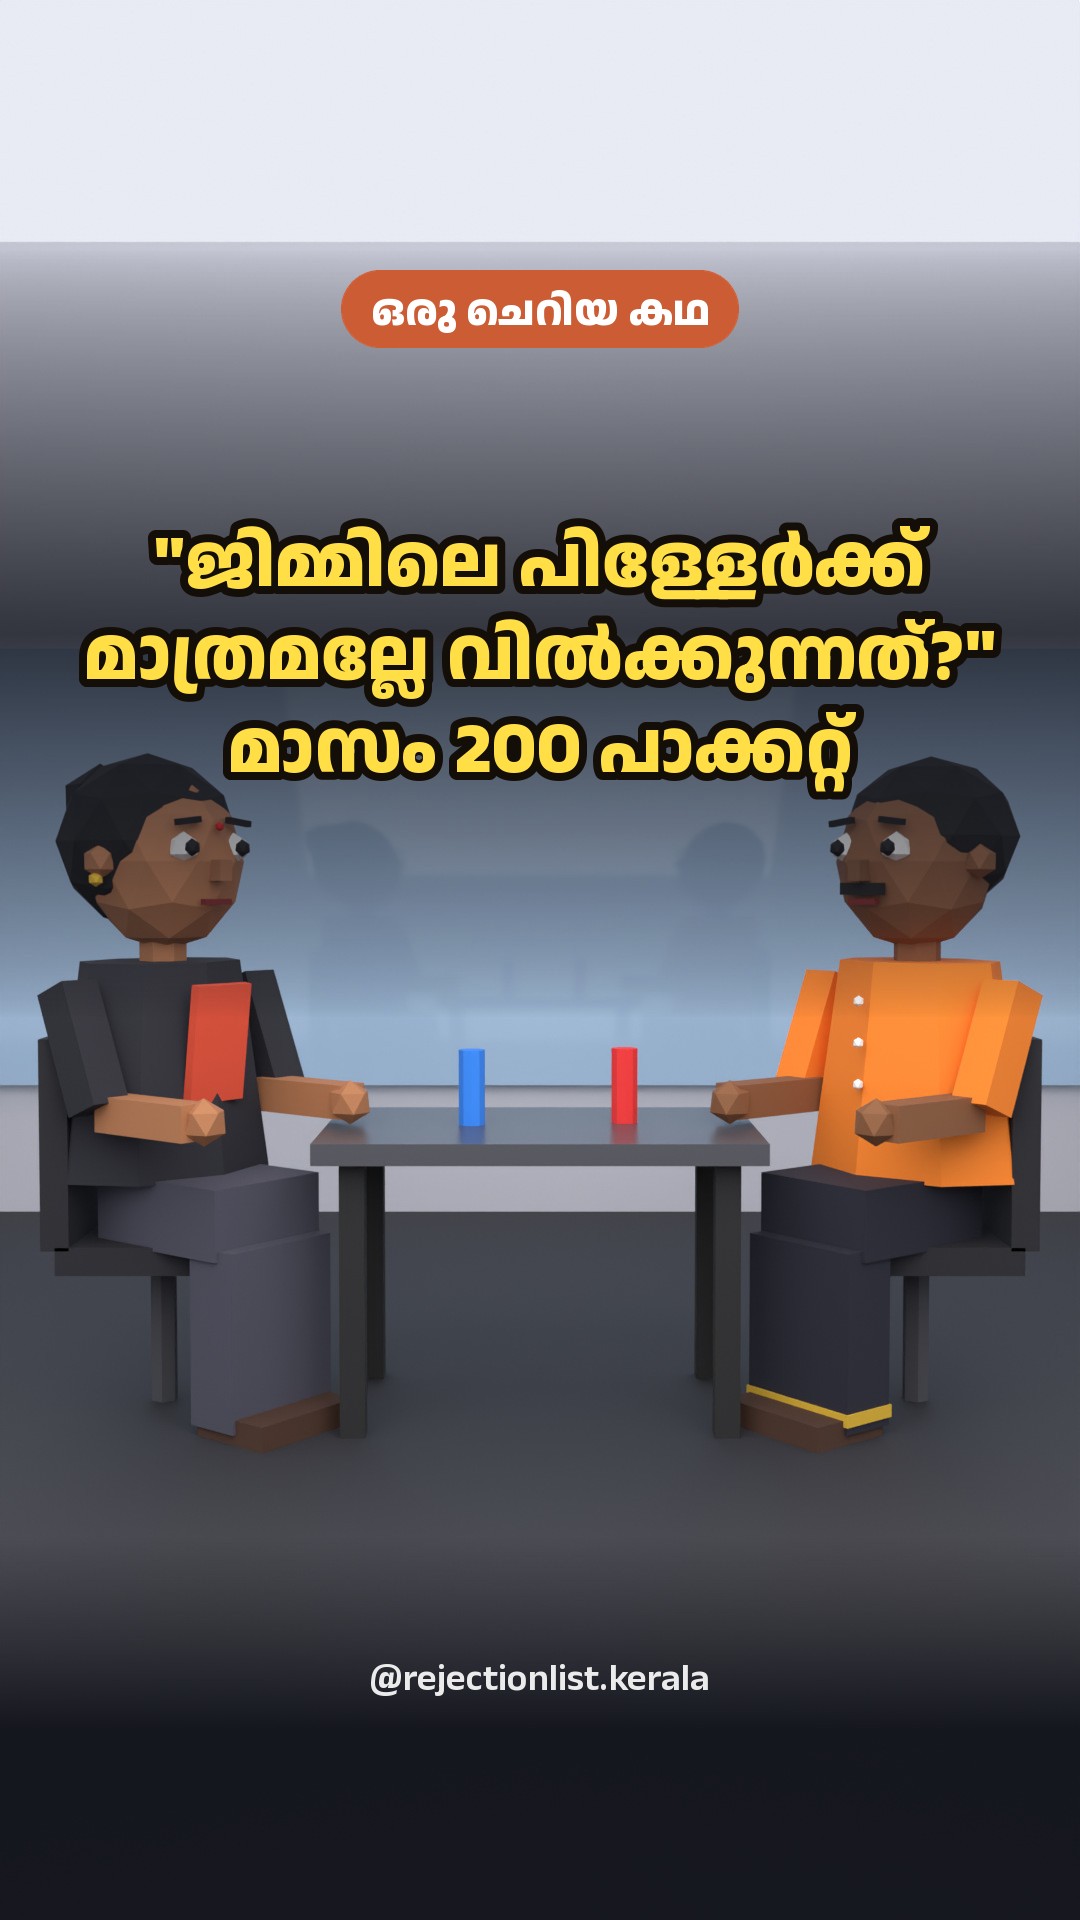 ഒരു ചെറിയ കഥ
"ജിമ്മിലെ പിള്ളേർക്ക്
മാത്രമല്ലേ വിൽക്കുന്നത്?"
മാസം 200 പാക്കറ്റ്
@rejectionlist.kerala